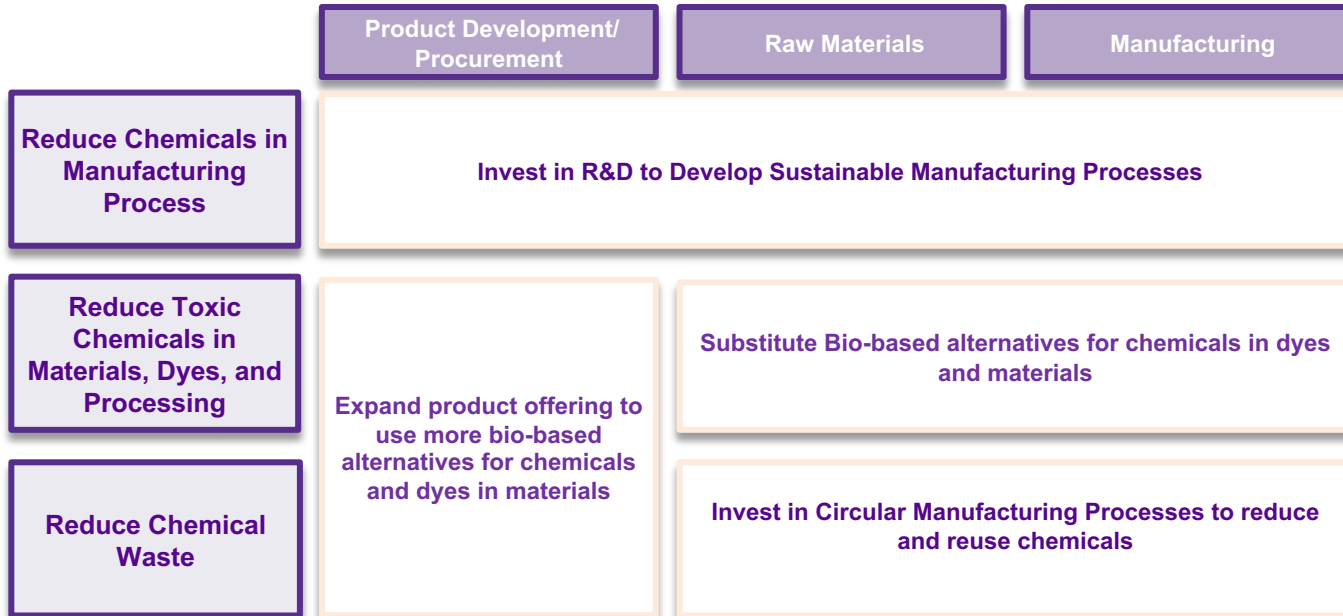 Product Development/
Procurement
Raw Materials
Manufacturing
Reduce Chemicals in
Manufacturing
Process
Invest in R&D to Develop Sustainable Manufacturing Processes
Reduce Toxic
Chemicals in
Materials, Dyes, and
Processing
Expand product offering to
use more bio-based
alternatives for chemicals
and dyes in materials
Substitute Bio-based alternatives for chemicals in dyes
and materials
Reduce Chemical
Waste
Invest in Circular Manufacturing Processes to reduce
and reuse chemicals